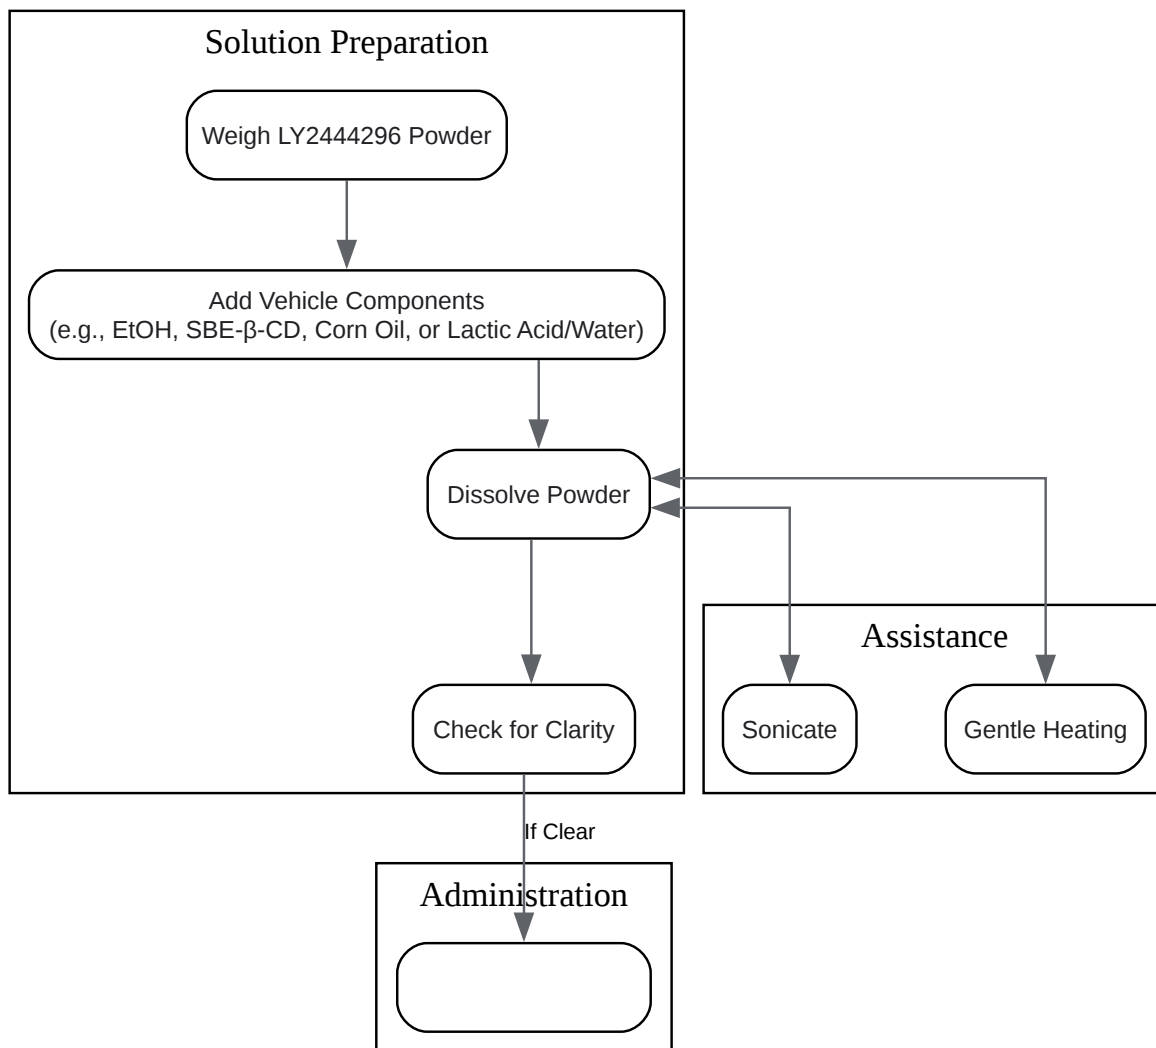 Solution Preparation
Weigh LY2444296 Powder
Add Vehicle Components
(e.g., EtOH, SBE-β-CD, Corn Oil, or Lactic Acid/Water)
Dissolve Powder
Assistance
Check for Clarity
Sonicate
Gentle Heating
If Clear
Administration